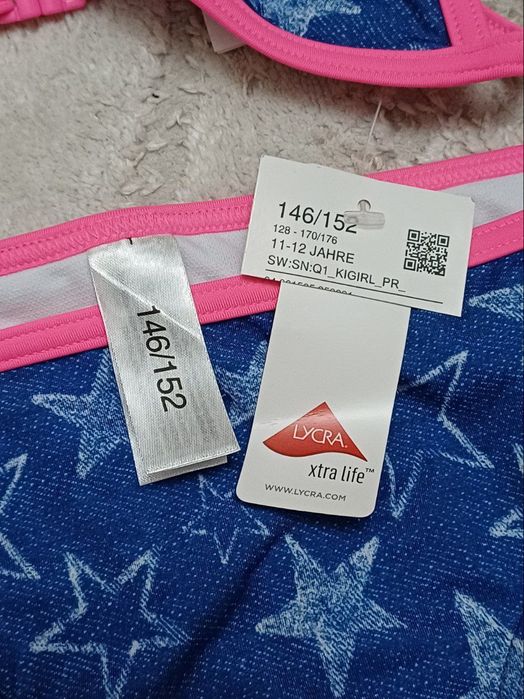 146/152
128 - 170/176
11-12 JAHRE
SW:SN:Q1_KIGIRL_PR_
146/152
LYCRA.
xtra life™
WWW.LYCRA.COM